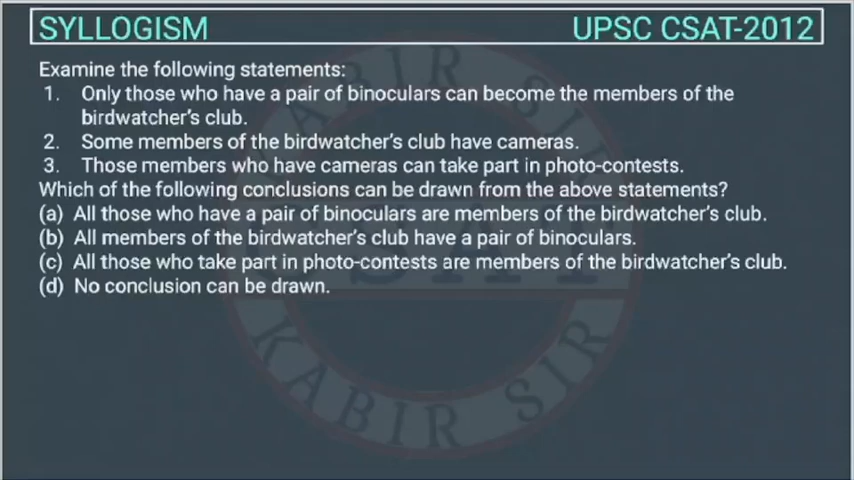 SYLLOGISM UPSC CSAT-2012
Examine the following statements:
1. Only those who have a pair of binoculars can become the members of the
birdwatcher's club.
2. Some members of the birdwatcher's club have cameras.
3. Those members who have cameras can take part in photo-contests.
Which of the following conclusions can be drawn from the above statements?
(a) All those who have a pair of binoculars are members of the birdwatcher's club.
(b) All members of the birdwatcher's club have a pair of binoculars.
(c) All those who take part in photo-contests are members of the birdwatcher's club.
(d) No conclusion can be drawn.
KABIR SIR
CSAT
KABIR SIR